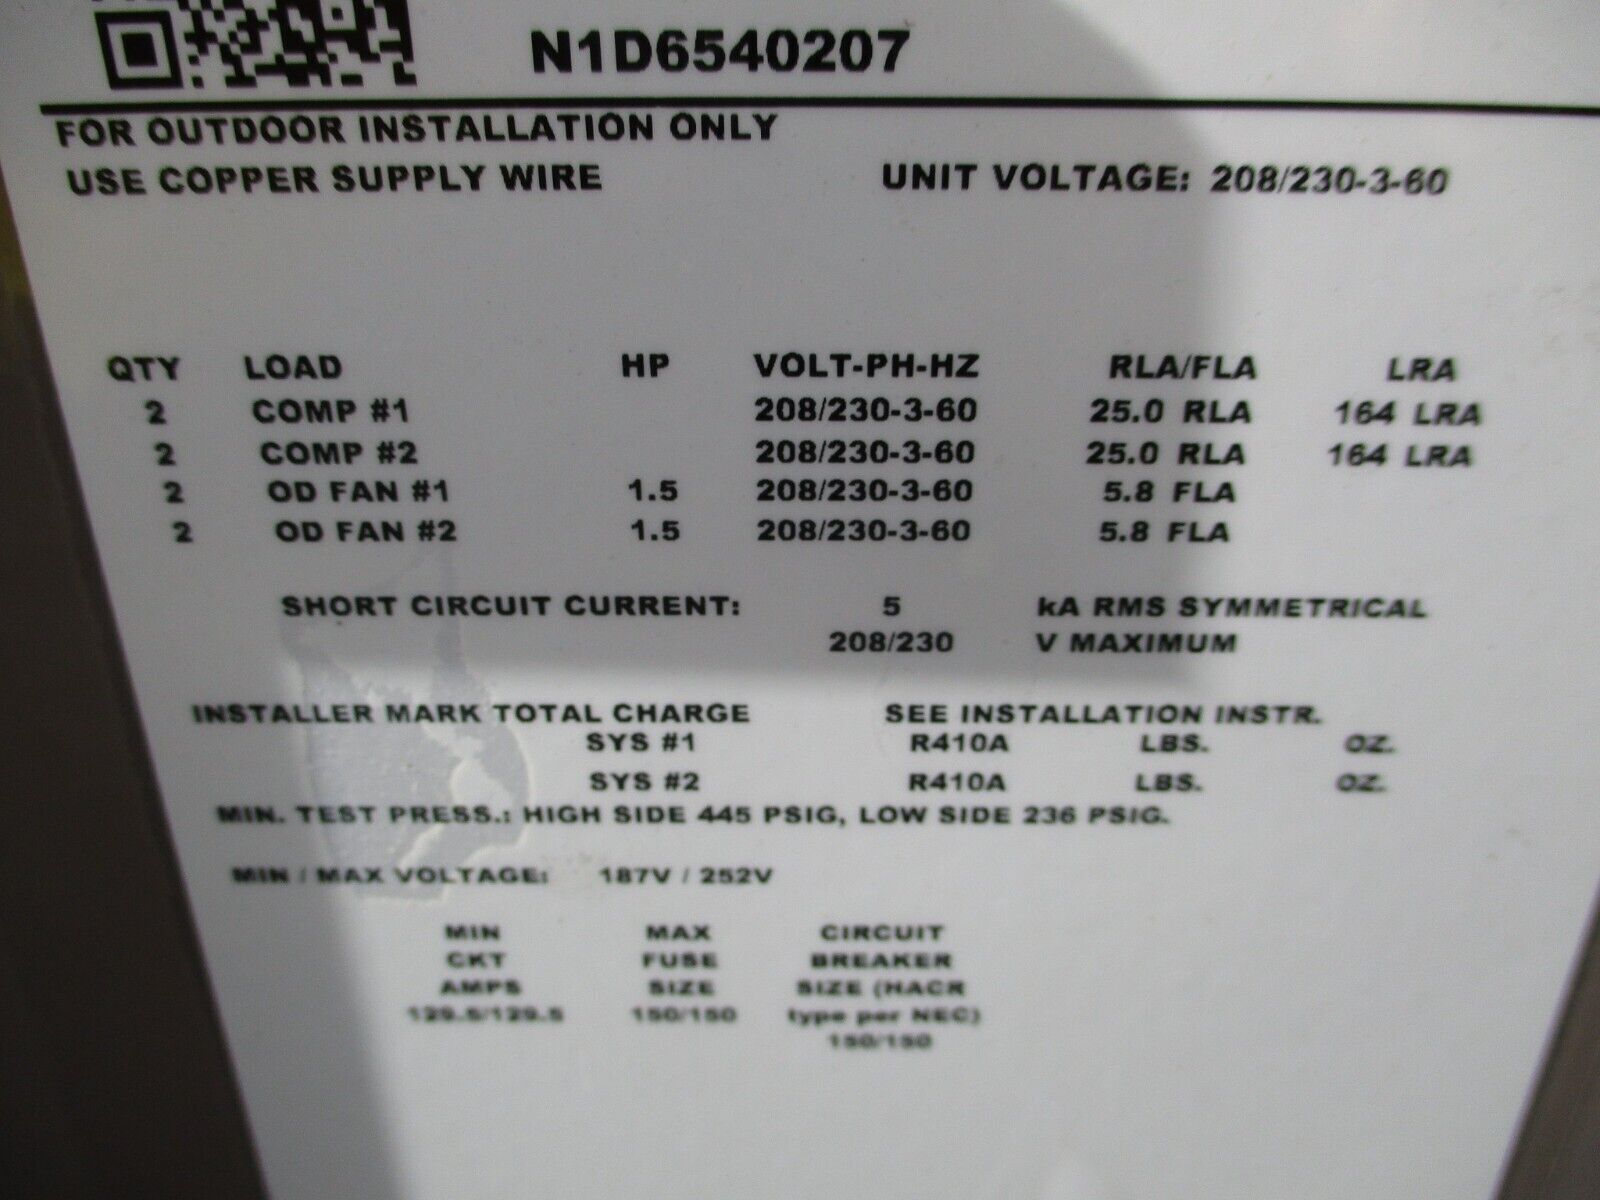 N1D6540207
FOR OUTDOOR INSTALLATION ONLY
USE COPPER SUPPLY WIRE UNIT VOLTAGE: 208/230-3-60
QTY LOAD HP VOLT-PH-HZ RLA/FLA LRA
2 COMP #1 208/230-3-60 25.0 RLA 164 LRA
2 COMP #2 208/230-3-60 25.0 RLA 164 LRA
2 OD FAN #1 1.5 208/230-3-60 5.8 FLA
2 OD FAN #2 1.5 208/230-3-60 5.8 FLA
SHORT CIRCUIT CURRENT: 5 kA RMS SYMMETRICAL
208/230 V MAXIMUM
INSTALLER MARK TOTAL CHARGE SEE INSTALLATION INSTR.
SYS #1 R410A LBS. OZ.
SYS #2 R410A LBS. OZ.
MIN. TEST PRESS.: HIGH SIDE 445 PSIG, LOW SIDE 236 PSIG.
MIN / MAX VOLTAGE: 187V / 252V
MIN MAX CIRCUIT
CKT FUSE BREAKER
AMPS SIZE SIZE (HACR
129.5/129.5 150/150 type per NEC)
150/150